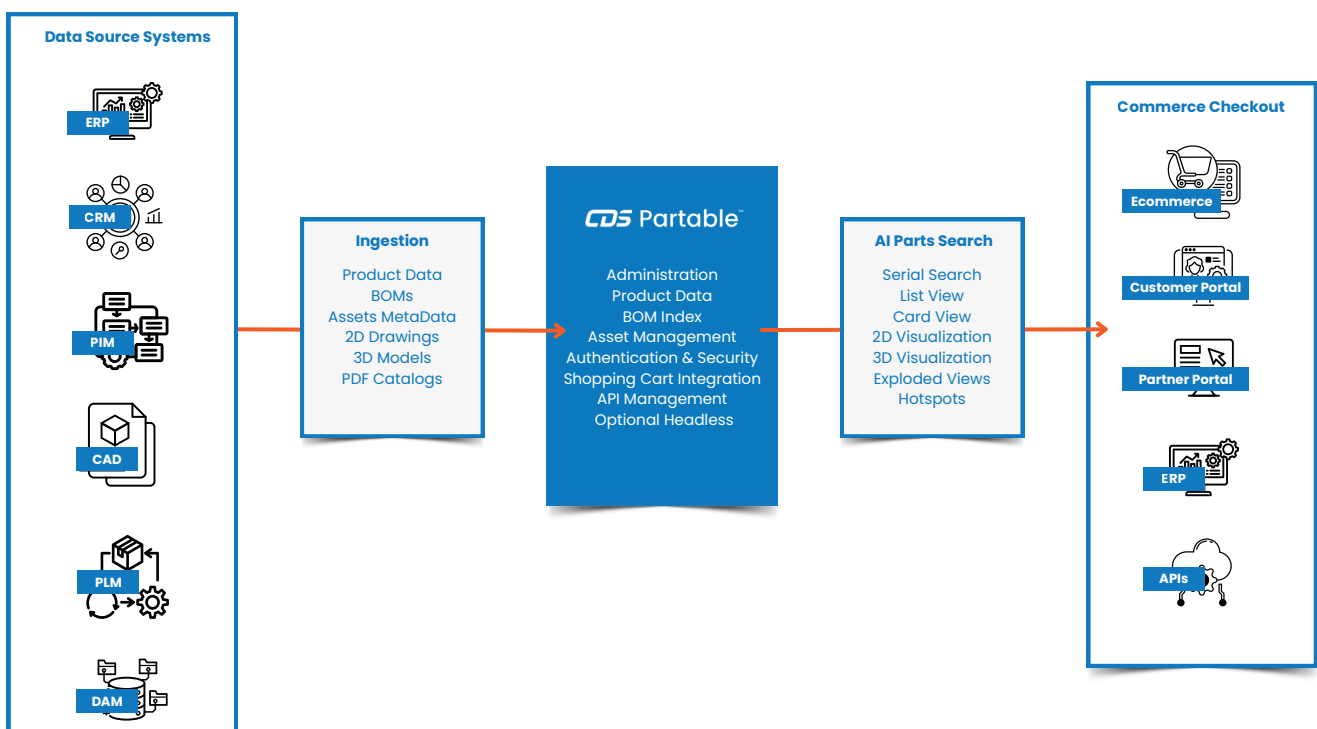 Data Source Systems
ERP
CRM
PIM
CAD
PLM
DAM
Ingestion
Product Data
BOMs
Assets MetaData
2D Drawings
3D Models
PDF Catalogs
CDS Partable™
Administration
Product Data
BOM Index
Asset Management
Authentication & Security
Shopping Cart Integration
API Management
Optional Headless
AI Parts Search
Serial Search
List View
Card View
2D Visualization
3D Visualization
Exploded Views
Hotspots
Commerce Checkout
Ecommerce
Customer Portal
Partner Portal
ERP
APIs